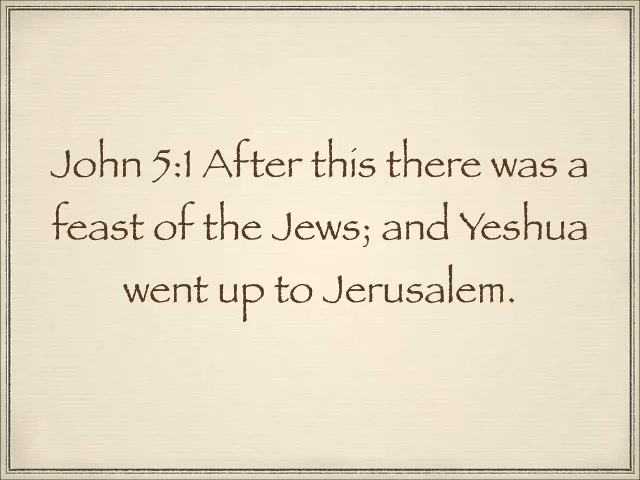 John 5:1 After this there was a
feast of the Jews; and Yeshua
went up to Jerusalem.